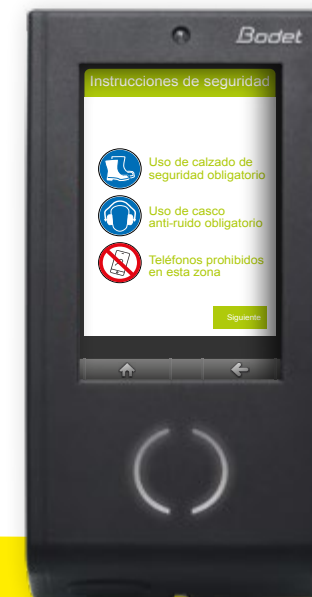 Bodet
Instrucciones de seguridad
Uso de calzado de
seguridad obligatorio
Uso de casco
anti-ruido obligatorio
Teléfonos prohibidos
en esta zona
Siguiente